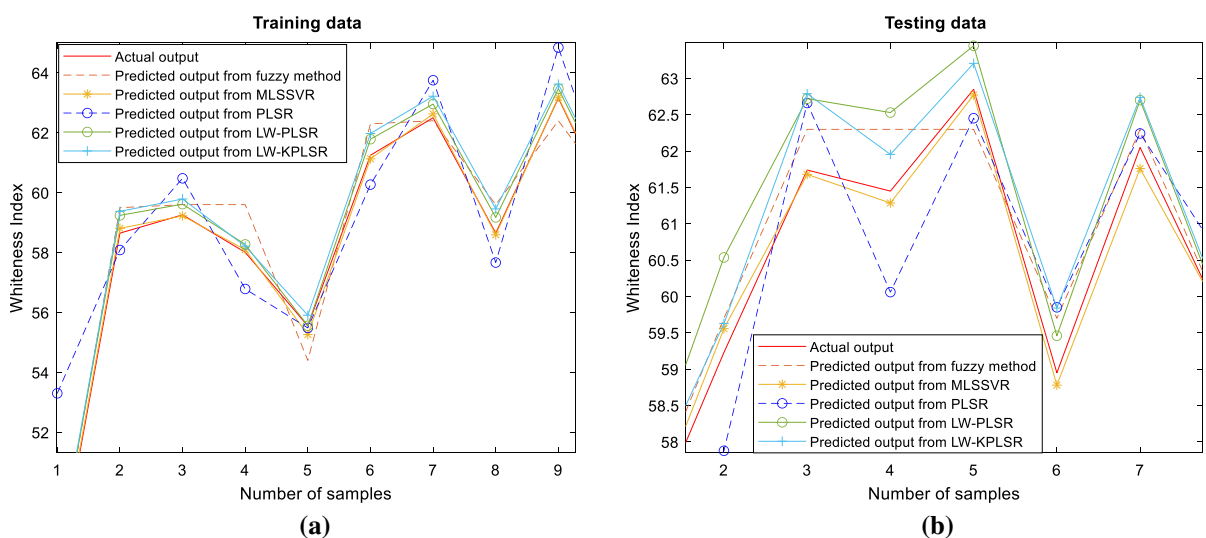 Training data
Actual output
Predicted output from fuzzy method
Predicted output from MLSSVR
Predicted output from PLSR
Predicted output from LW-PLSR
Predicted output from LW-KPLSR
Whiteness Index
64
62
60
58
56
54
52
1 2 3 4 5 6 7 8 9
Number of samples
(a)
Testing data
Whiteness Index
63
62.5
62
61.5
61
60.5
60
59.5
59
58.5
58
Actual output
Predicted output from fuzzy method
Predicted output from MLSSVR
Predicted output from PLSR
Predicted output from LW-PLSR
Predicted output from LW-KPLSR
2 3 4 5 6 7
Number of samples
(b)